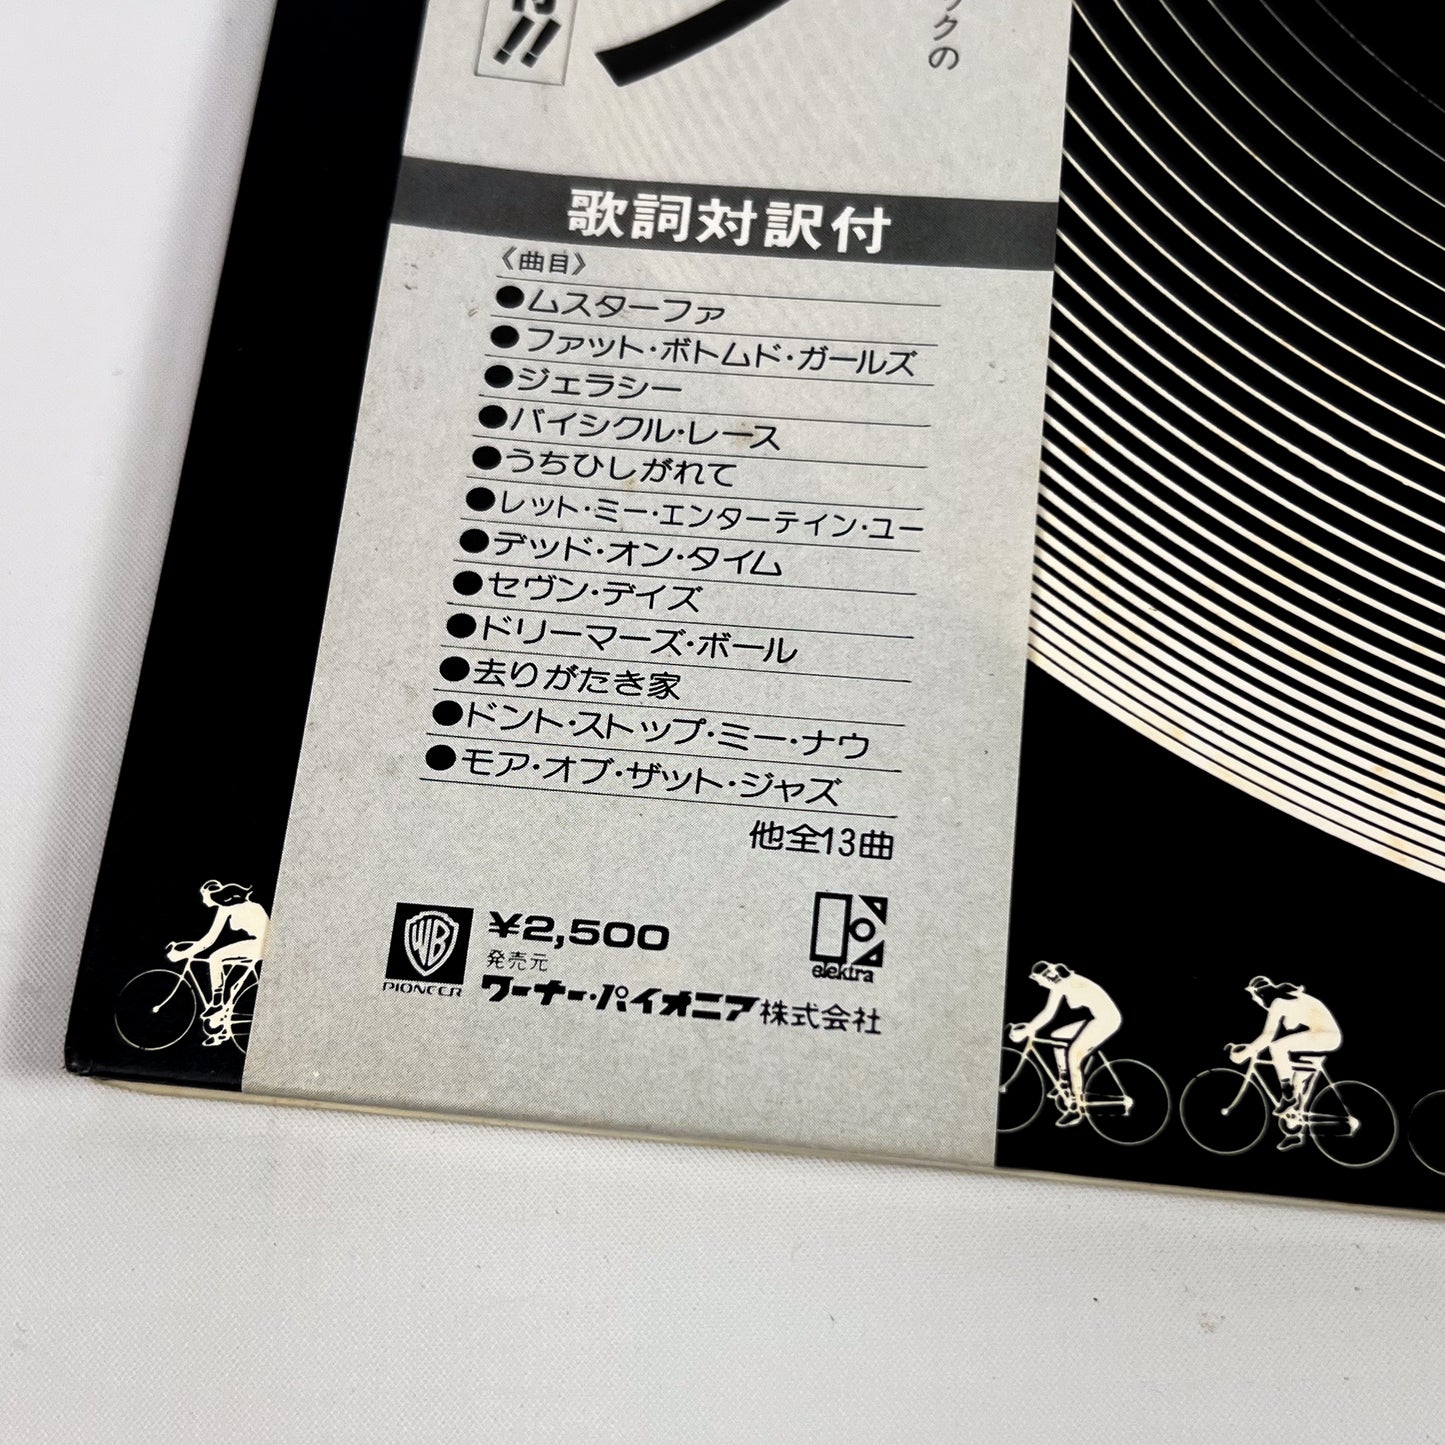 付!!
ックの
歌詞対訳付
《曲目》
●ムスターファ
●ファット・ボトムド・ガールズ
●ジェラシー
●バイシクル・レース
●うちひしがれて
●レット・ミー・エンターテイン・ユー
●デッド・オン・タイム
●セヴン・デイズ
●ドリーマーズ・ボール
●去りがたき家
●ドント・ストップ・ミー・ナウ
●モア・オブ・ザット・ジャズ
他全13曲
WB
PIONEER
¥2,500
発売元
ワーナー・パイオニア株式会社
elektra